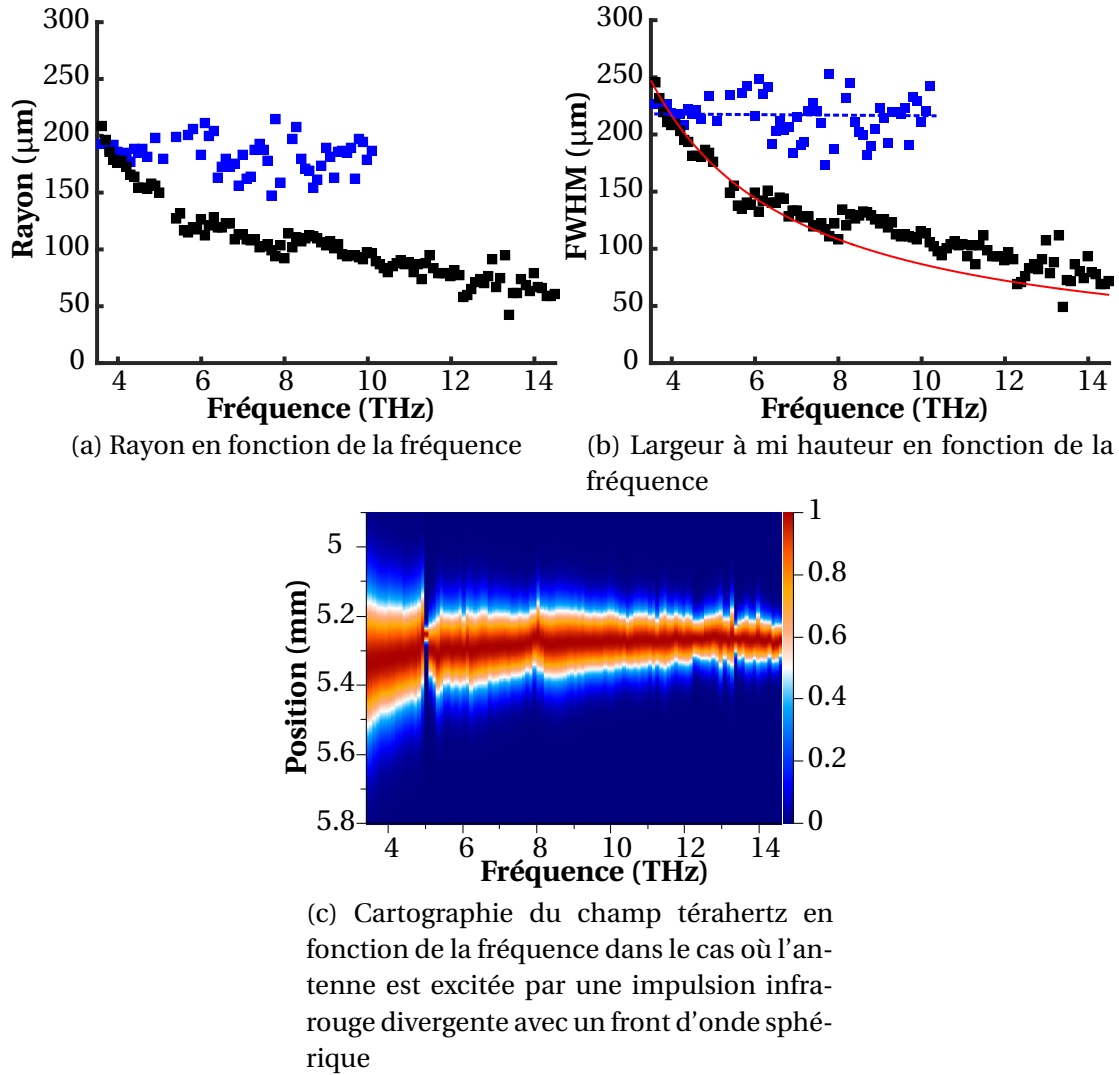 300
250
200
150
100
50
0
Rayon (µm)
4 6 8 10 12 14
Fréquence (THz)
(a) Rayon en fonction de la fréquence
300
250
200
150
100
50
0
FWHM (µm)
4 6 8 10 12 14
Fréquence (THz)
(b) Largeur à mi hauteur en fonction de la
fréquence
5
5.2
5.4
5.6
5.8
Position (mm)
4 6 8 10 12 14
Fréquence (THz)
1
0.8
0.6
0.4
0.2
0
(c) Cartographie du champ térahertz en
fonction de la fréquence dans le cas où l'an-
tenne est excitée par une impulsion infra-
rouge divergente avec un front d'onde sphé-
rique